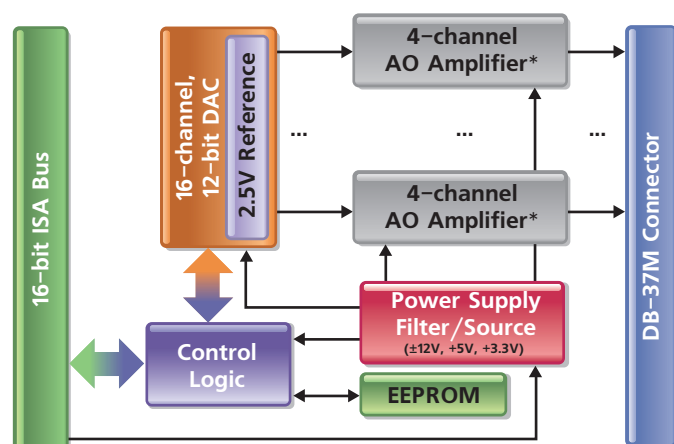 16-bit ISA Bus
16-channel,
12-bit DAC
2.5V Reference
4-channel
AO Amplifier*
...
...
...
4-channel
AO Amplifier*
Power Supply
Filter/Source
(±12V, +5V, +3.3V)
Control
Logic
EEPROM
DB-37M Connector